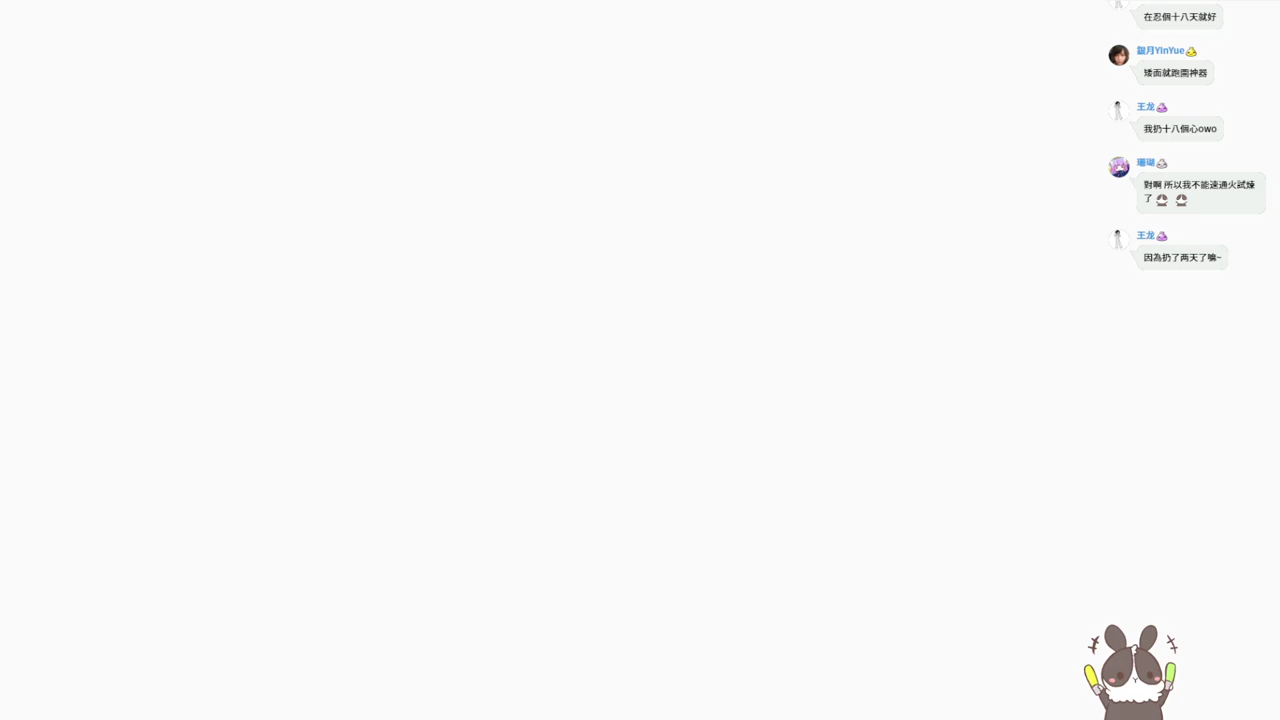 在忍個十八天就好
銀月YinYue
矮面就跑開神器
王龙
我扔十八個心owo
珊瑚
對啊 所以我不能速通火試煉
了
王龙
因為扔了两天了嘛~